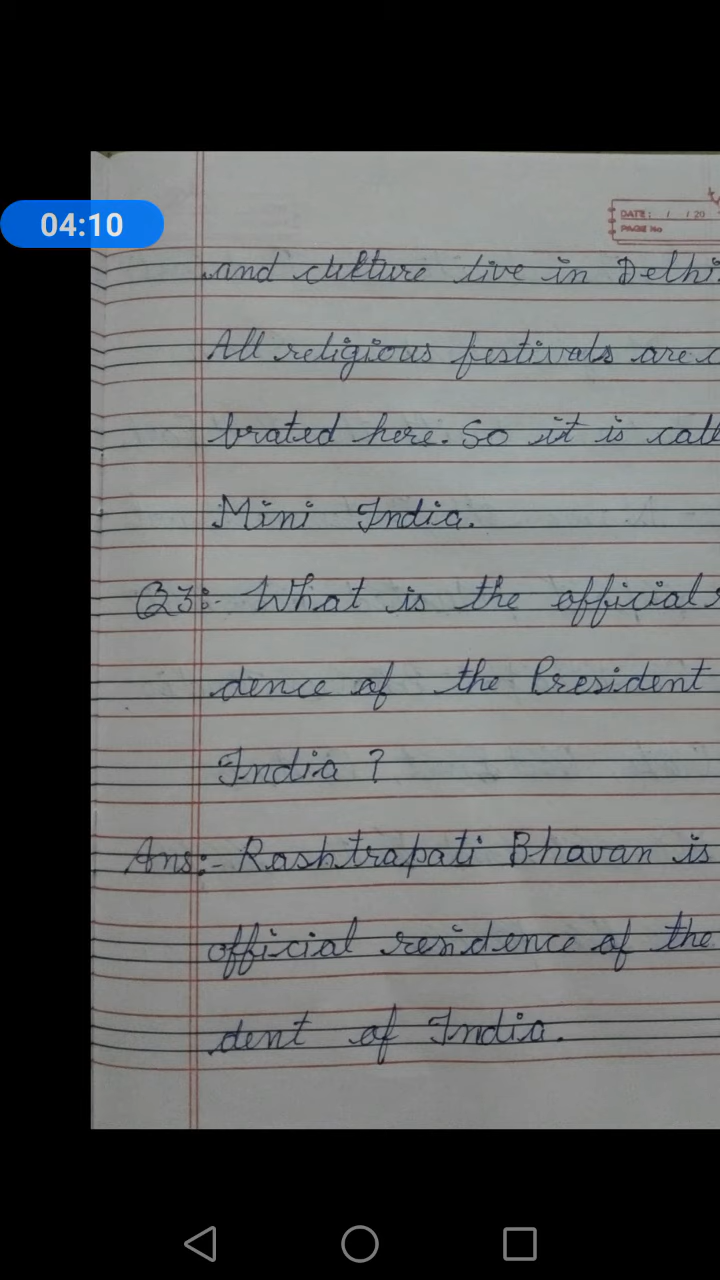 04:10
DATE: / / 20
PAGE No
and culture live in Delhi.
All religious festivals are c
brated here. So it is call
Mini India.
Q3:- What is the official
dence of the President
India ?
Ans:- Rashtrapati Bhavan is
official residence of the
dent of India.